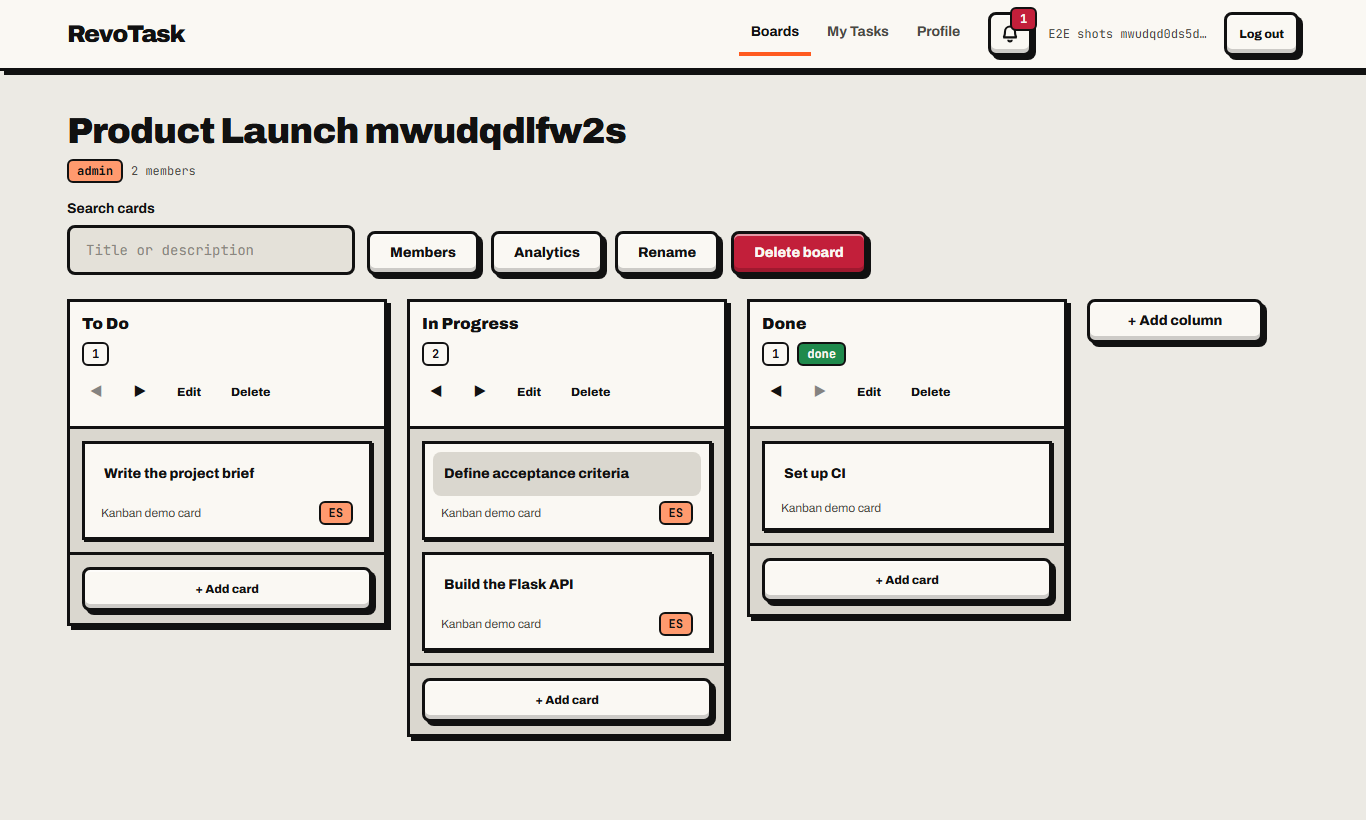 RevoTask
Boards
My Tasks
Profile
1
E2E shots mwudqd0ds5d…
Log out
Product Launch mwudqdlfw2s
admin
2 members
Search cards
Title or description
Members
Analytics
Rename
Delete board
To Do
1
◀ ▶ Edit Delete
Write the project brief
Kanban demo card
ES
+ Add card
In Progress
2
◀ ▶ Edit Delete
Define acceptance criteria
Kanban demo card
ES
Build the Flask API
Kanban demo card
ES
+ Add card
Done
1
done
◀ ▶ Edit Delete
Set up CI
Kanban demo card
+ Add card
+ Add column